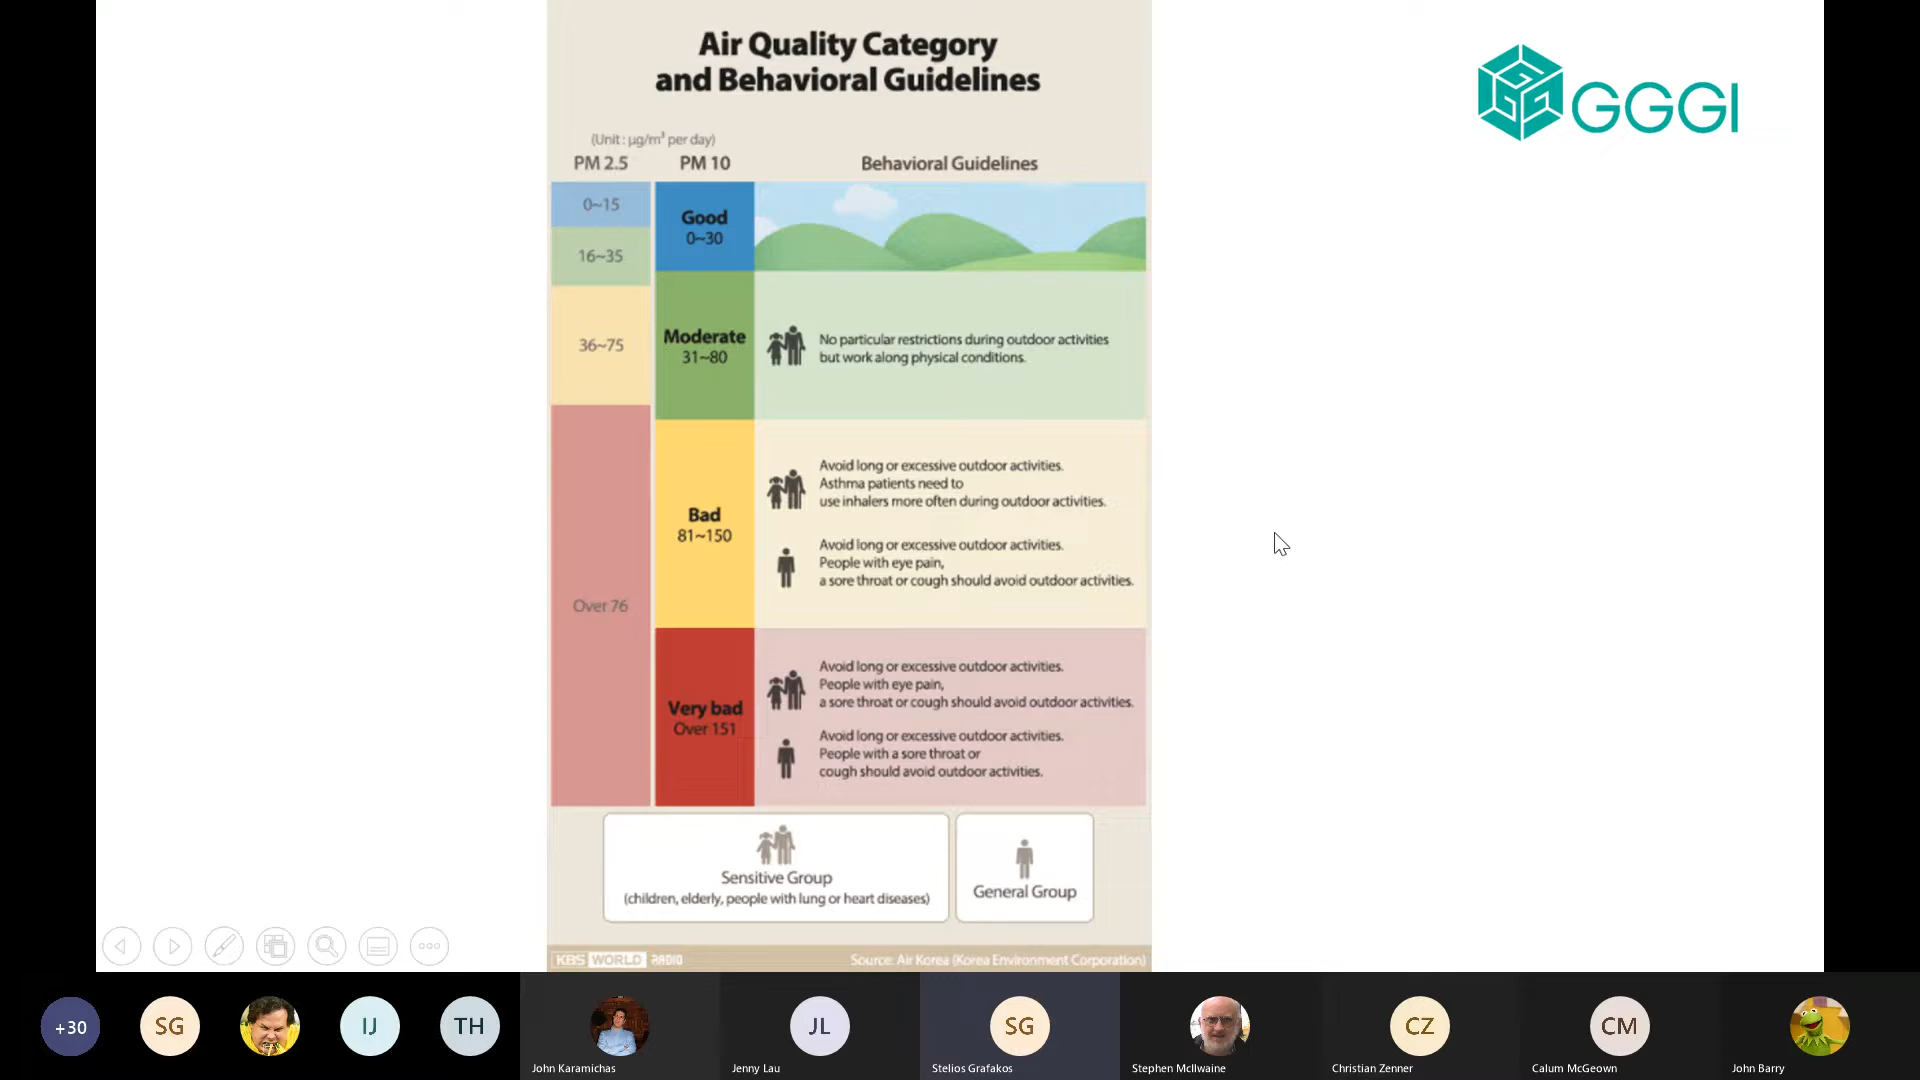 Air Quality Category
and Behavioral Guidelines
GGGI
(Unit : μg/m³ per day)
PM 2.5
PM 10
Behavioral Guidelines
0~15
16~35
36~75
Over 76
Good
0~30
Moderate
31~80
No particular restrictions during outdoor activities
but work along physical conditions.
Bad
81~150
Avoid long or excessive outdoor activities.
Asthma patients need to
use inhalers more often during outdoor activities.
Avoid long or excessive outdoor activities.
People with eye pain,
a sore throat or cough should avoid outdoor activities.
Very bad
Over 151
Avoid long or excessive outdoor activities.
People with eye pain,
a sore throat or cough should avoid outdoor activities.
Avoid long or excessive outdoor activities.
People with a sore throat or
cough should avoid outdoor activities.
Sensitive Group
(children, elderly, people with lung or heart diseases)
General Group
KBS WORLD RADIO
Source: Air Korea (Korea Environment Corporation)
+30
SG
IJ
TH
John Karamichas
JL
Jenny Lau
SG
Stelios Grafakos
Stephen McIlwaine
CZ
Christian Zenner
CM
Calum McGeown
John Barry